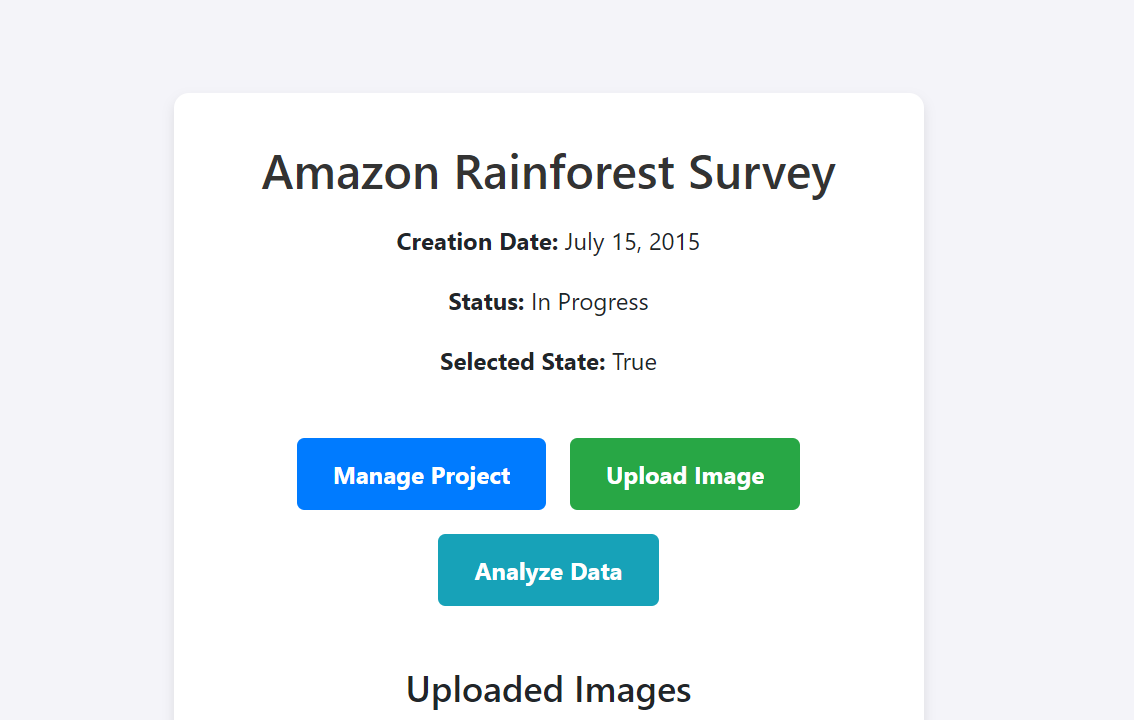 Amazon Rainforest Survey
Creation Date: July 15, 2015
Status: In Progress
Selected State: True
Manage Project
Upload Image
Analyze Data
Uploaded Images